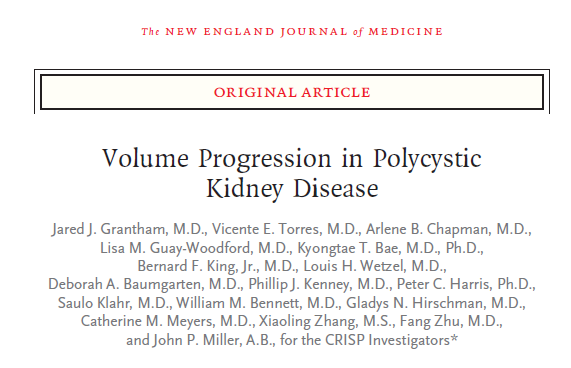 The NEW ENGLAND JOURNAL of MEDICINE
ORIGINAL ARTICLE
Volume Progression in Polycystic
Kidney Disease
Jared J. Grantham, M.D., Vicente E. Torres, M.D., Arlene B. Chapman, M.D.,
Lisa M. Guay-Woodford, M.D., Kyongtae T. Bae, M.D., Ph.D.,
Bernard F. King, Jr., M.D., Louis H. Wetzel, M.D.,
Deborah A. Baumgarten, M.D., Phillip J. Kenney, M.D., Peter C. Harris, Ph.D.,
Saulo Klahr, M.D., William M. Bennett, M.D., Gladys N. Hirschman, M.D.,
Catherine M. Meyers, M.D., Xiaoling Zhang, M.S., Fang Zhu, M.D.,
and John P. Miller, A.B., for the CRISP Investigators*